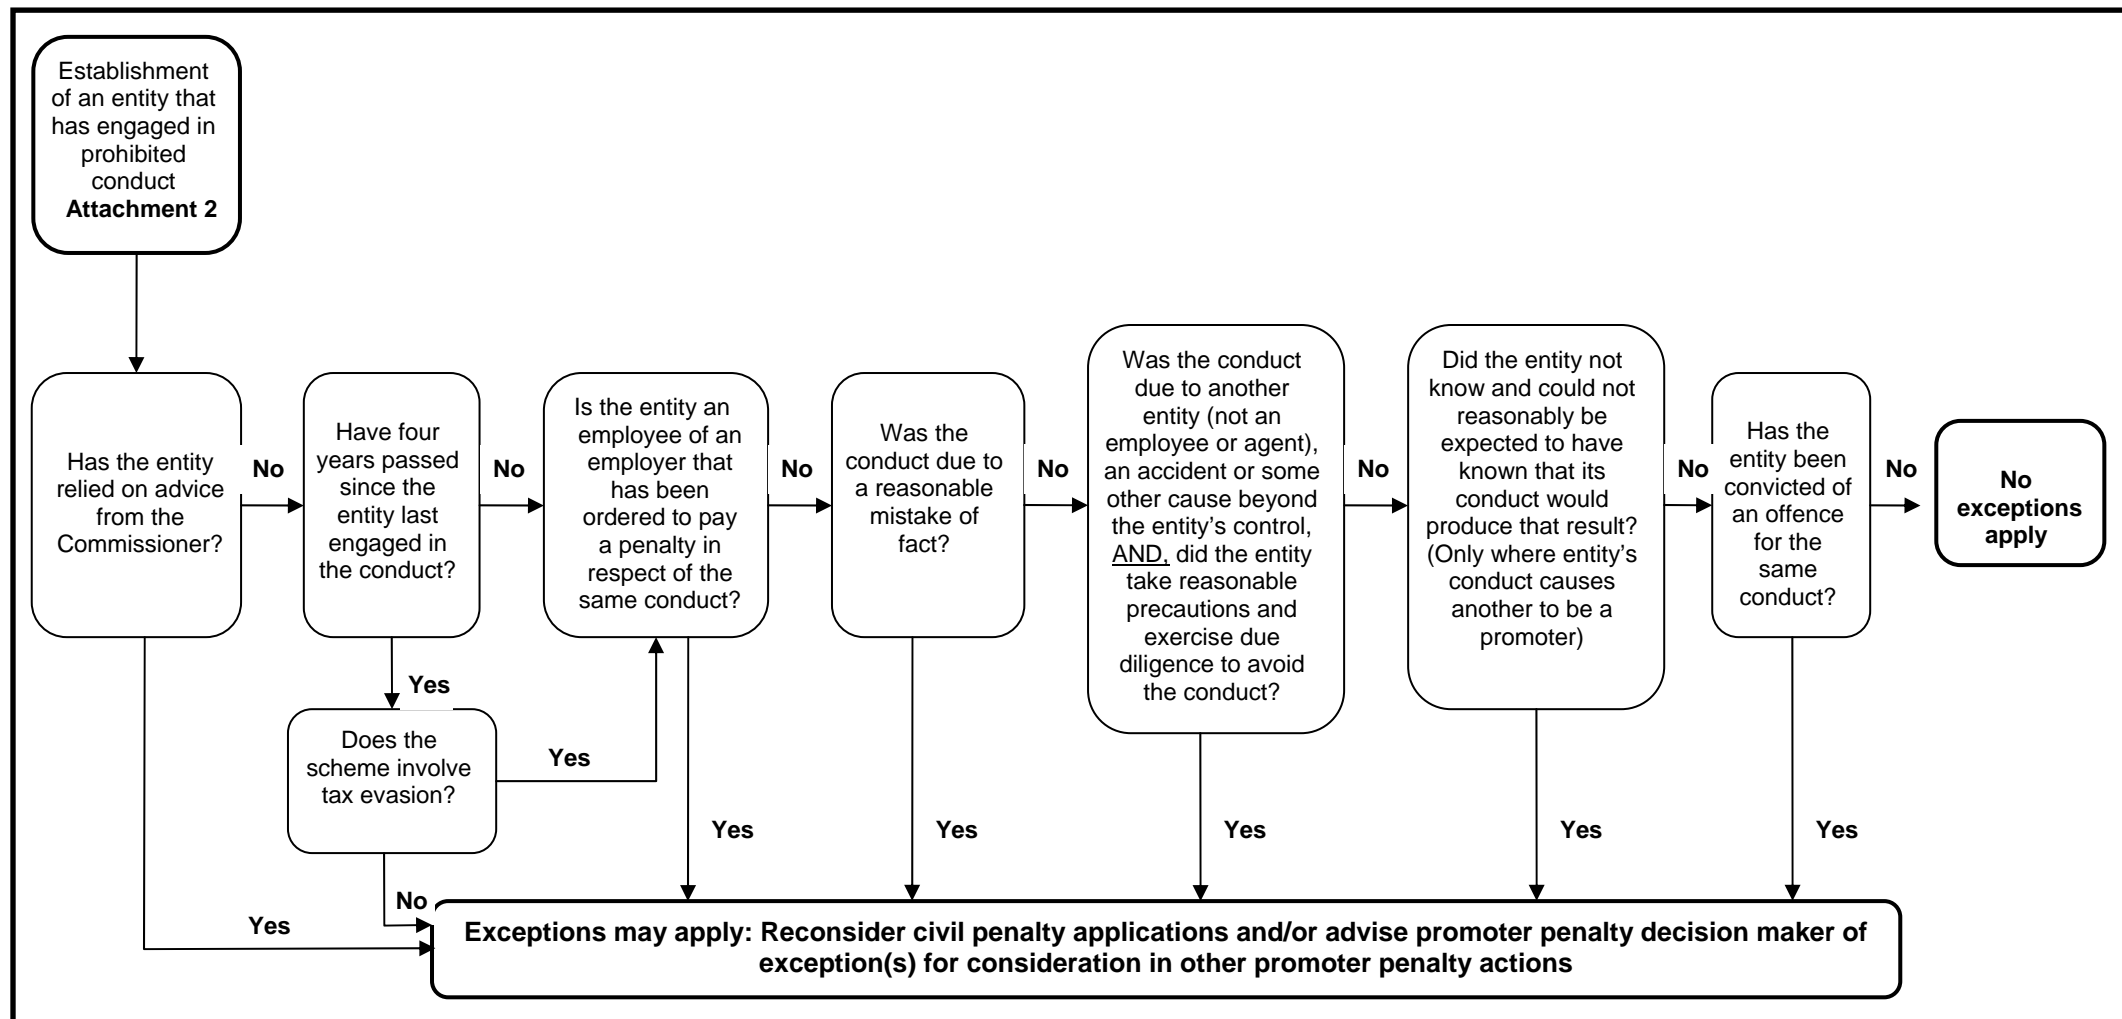 Establishment
of an entity that
has engaged in
prohibited
conduct
Attachment 2
Has the entity
relied on advice
from the
Commissioner?
No
Yes
Have four
years passed
since the
entity last
engaged in
the conduct?
No
Yes
Does the
scheme involve
tax evasion?
Yes
No
Is the entity an
employee of an
employer that
has been
ordered to pay
a penalty in
respect of the
same conduct?
No
Yes
Was the
conduct due to
a reasonable
mistake of
fact?
No
Yes
Was the conduct
due to another
entity (not an
employee or agent),
an accident or some
other cause beyond
the entity’s control,
AND, did the entity
take reasonable
precautions and
exercise due
diligence to avoid
the conduct?
No
Yes
Did the entity not
know and could not
reasonably be
expected to have
known that its
conduct would
produce that result?
(Only where entity’s
conduct causes
another to be a
promoter)
No
Yes
Has the
entity been
convicted of
an offence
for the
same
conduct?
No
Yes
No
exceptions
apply
Exceptions may apply: Reconsider civil penalty applications and/or advise promoter penalty decision maker of
exception(s) for consideration in other promoter penalty actions